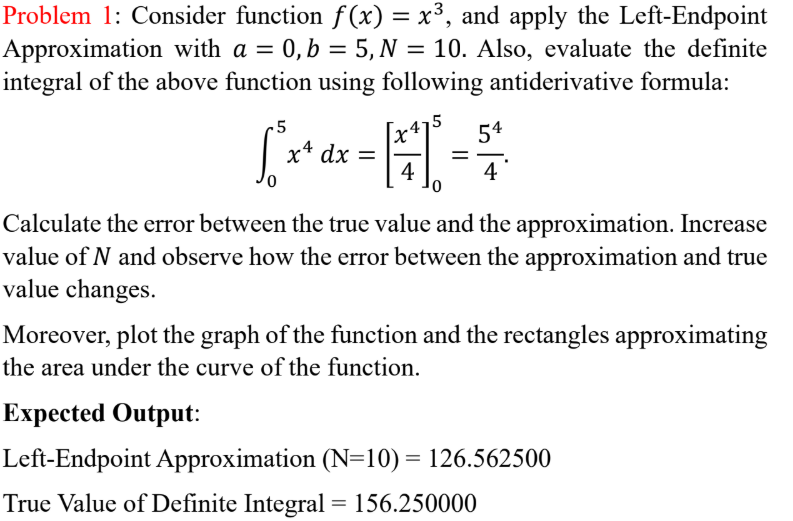 Problem 1: Consider function f(x) = x³, and apply the Left-Endpoint
Approximation with a = 0, b = 5, N = 10. Also, evaluate the definite
integral of the above function using following antiderivative formula:
∫₀⁵ x⁴ dx = [x⁴/4]₀⁵ = 5⁴/4.
Calculate the error between the true value and the approximation. Increase
value of N and observe how the error between the approximation and true
value changes.
Moreover, plot the graph of the function and the rectangles approximating
the area under the curve of the function.
Expected Output:
Left-Endpoint Approximation (N=10) = 126.562500
True Value of Definite Integral = 156.250000